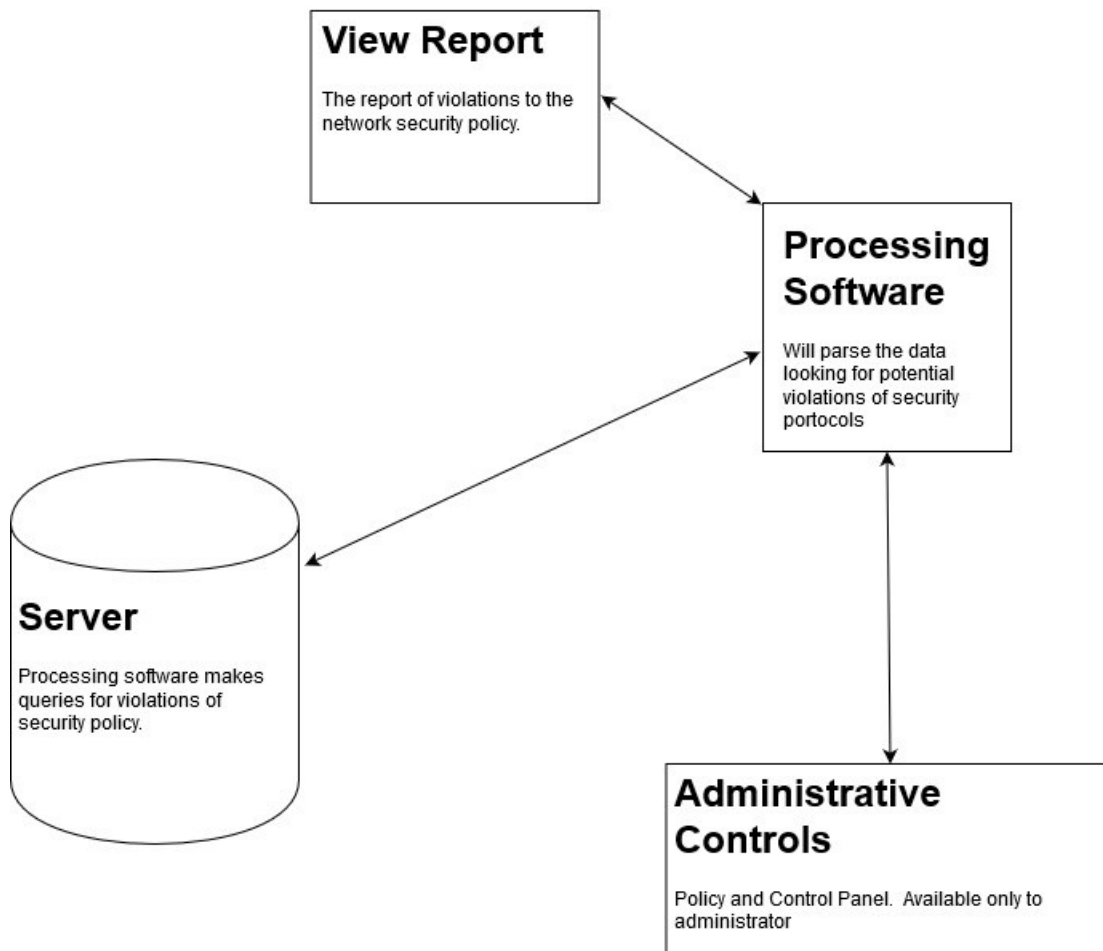 View Report
The report of violations to the
network security policy.
Processing
Software
Will parse the data
looking for potential
violations of security
portocols
Server
Processing software makes
queries for violations of
security policy.
Administrative
Controls
Policy and Control Panel.  Available only to
administrator